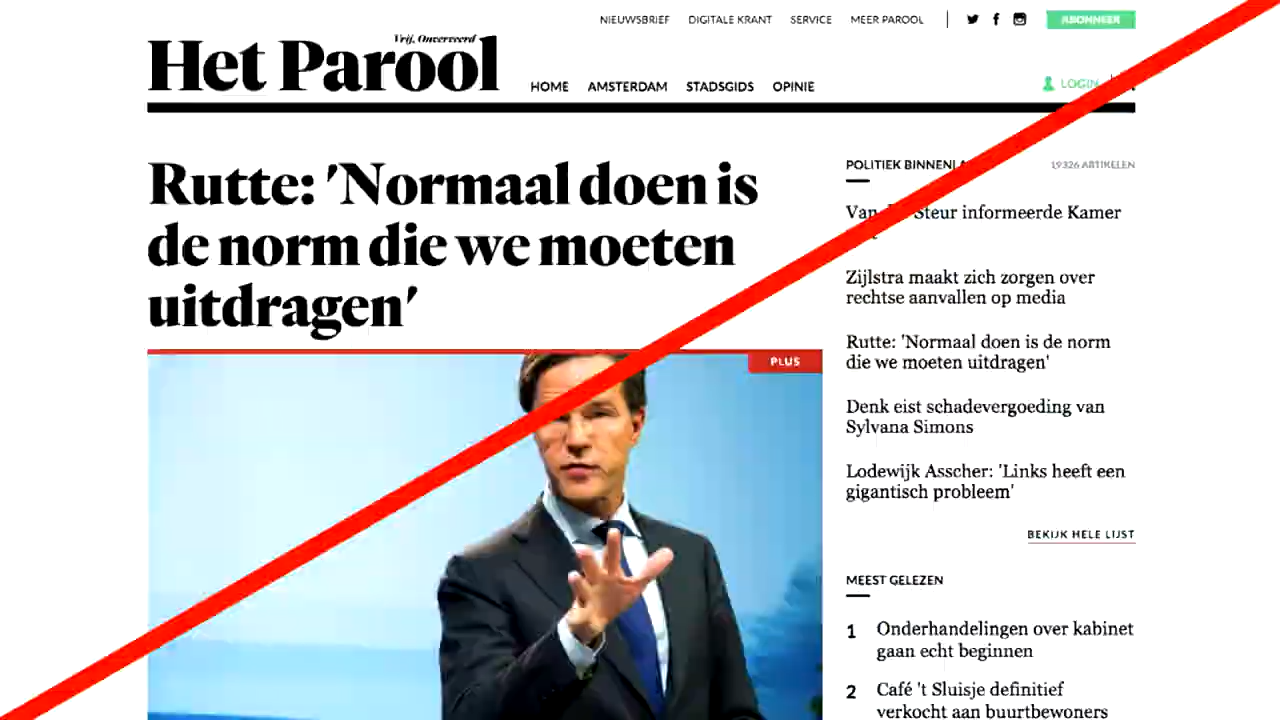 NIEUWSBRIEF DIGITALE KRANT SERVICE MEER PAROOL ABONNEER
Vrij, Onverveerd
Het Parool
HOME AMSTERDAM STADSGIDS OPINIE LOGIN
Rutte: 'Normaal doen is
de norm die we moeten
uitdragen'
PLUS
POLITIEK 19326 ARTIKELEN
Steur informeerde Kamer
Zijlstra maakt zich zorgen over
rechtse aanvallen op media
Rutte: 'Normaal doen is de norm
die we moeten uitdragen'
Denk eist schadevergoeding van
Sylvana Simons
Lodewijk Asscher: 'Links heeft een
gigantisch probleem'
BEKIJK HELE LIJST
MEEST GELEZEN
1 Onderhandelingen over kabinet
gaan echt beginnen
2 Café 't Sluisje definitief
verkocht aan buurtbewoners